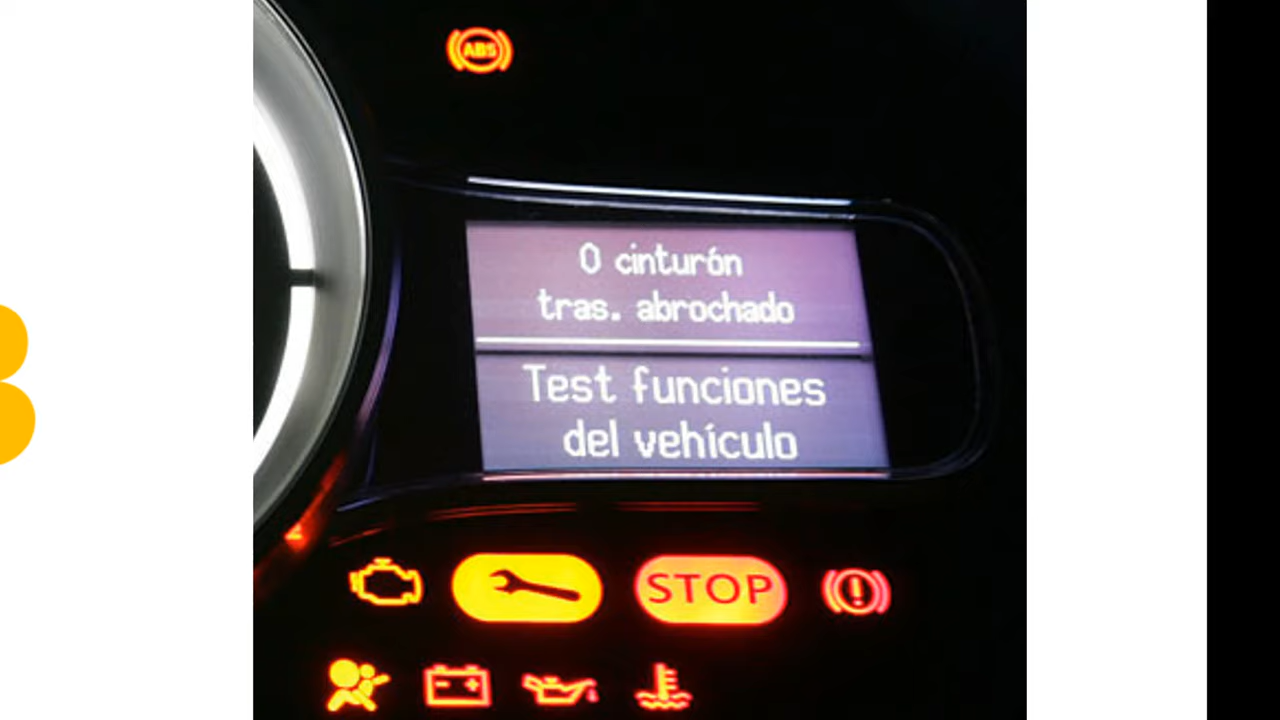 ABS
0 cinturón
tras. abrochado
Test funciones
del vehículo
STOP